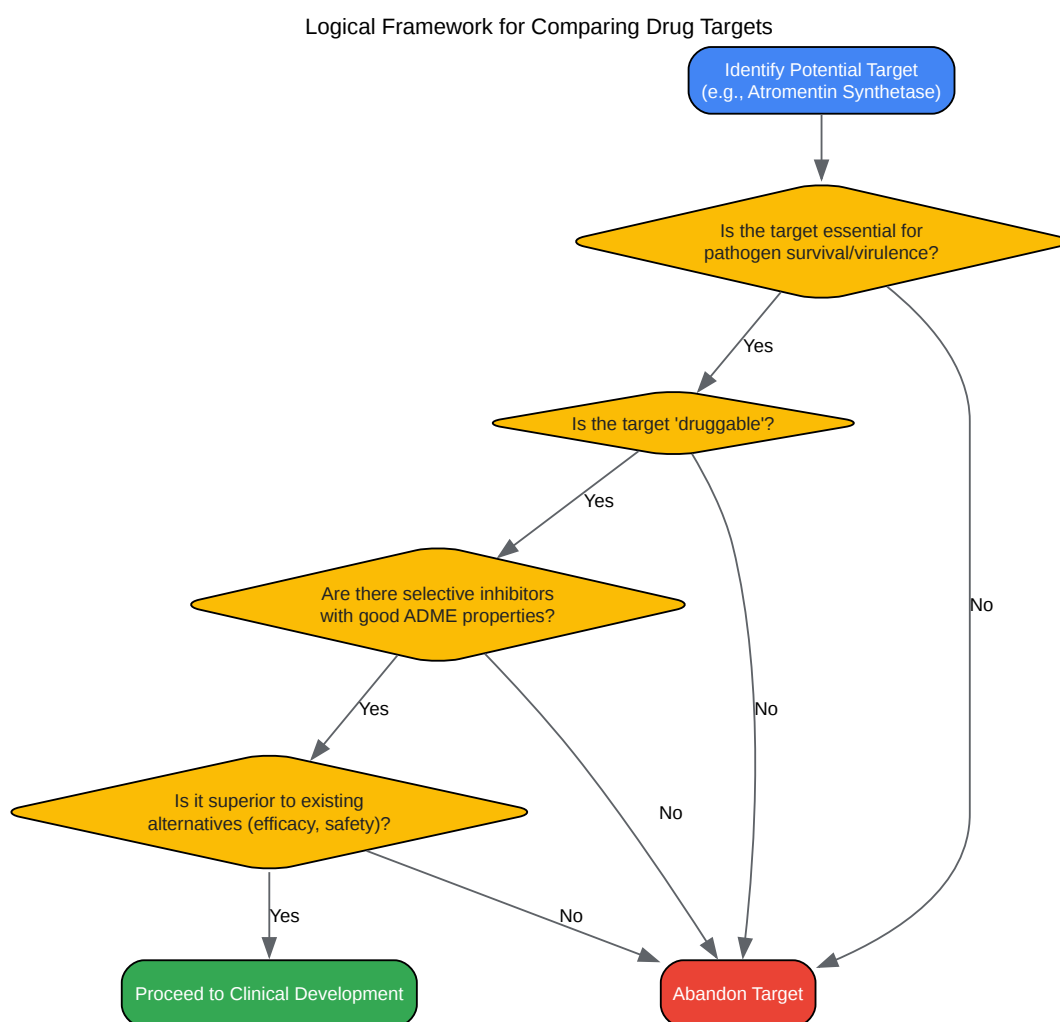 Logical Framework for Comparing Drug Targets
Identify Potential Target
(e.g., Atromentin Synthetase)
Is the target essential for
pathogen survival/virulence?
Yes
Is the target 'druggable'?
Yes
Are there selective inhibitors
with good ADME properties?
No
Yes
No
Is it superior to existing
alternatives (efficacy, safety)?
No
Yes
No
Proceed to Clinical Development
Abandon Target